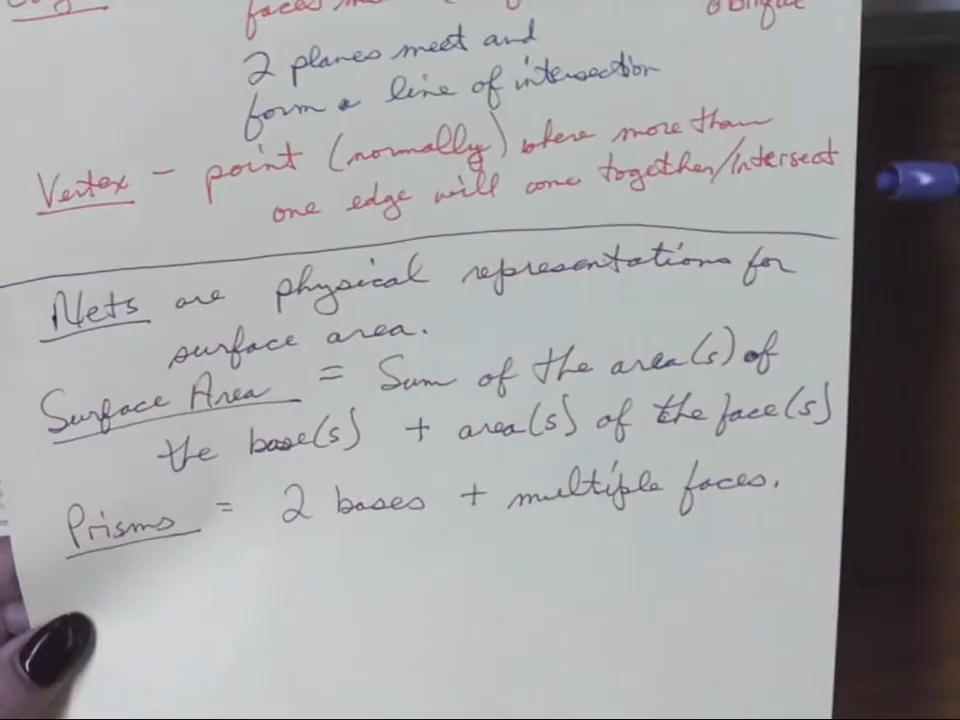 faces
oblique
2 planes meet and
form a line of intersection
Vertex - point (normally) where more than
one edge will come together/intersect
Nets are physical representations for
surface area.
Surface Area = Sum of the area(s) of
the base(s) + area(s) of the face(s)
Prisms = 2 bases + multiple faces.